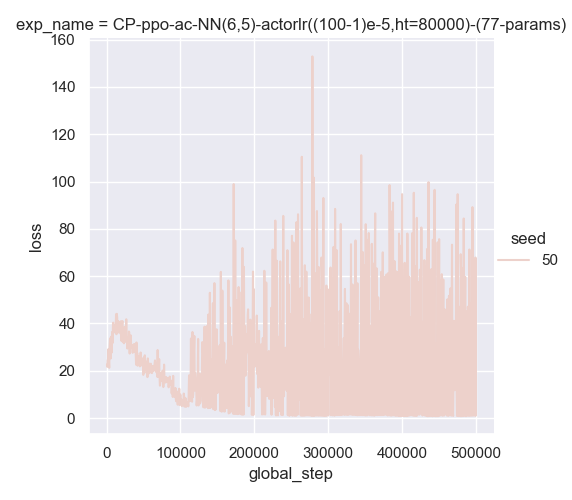 exp_name = CP-ppo-ac-NN(6,5)-actorlr((100-1)e-5,ht=80000)-(77-params)
160
140
120
100
80
60
40
20
0
loss
0 100000 200000 300000 400000 500000
global_step
seed
50